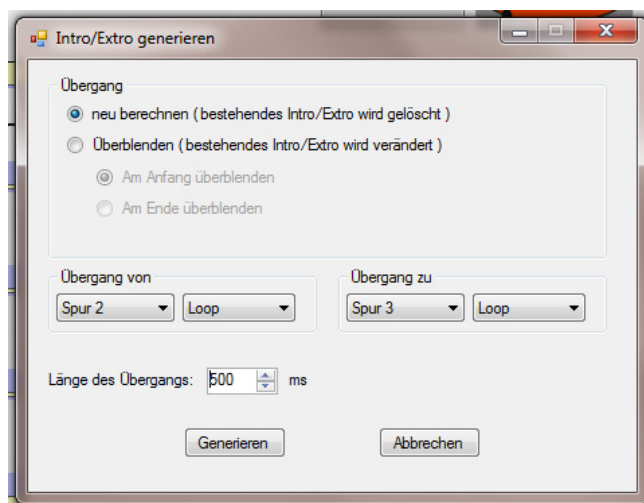 Intro/Extro generieren
Übergang
neu berechnen ( bestehendes Intro/Extro wird gelöscht )
Überblenden ( bestehendes Intro/Extro wird verändert )
Am Anfang überblenden
Am Ende überblenden
Übergang von
Übergang zu
Spur 2 Loop Spur 3 Loop
Länge des Übergangs: 500 ms
Generieren Abbrechen